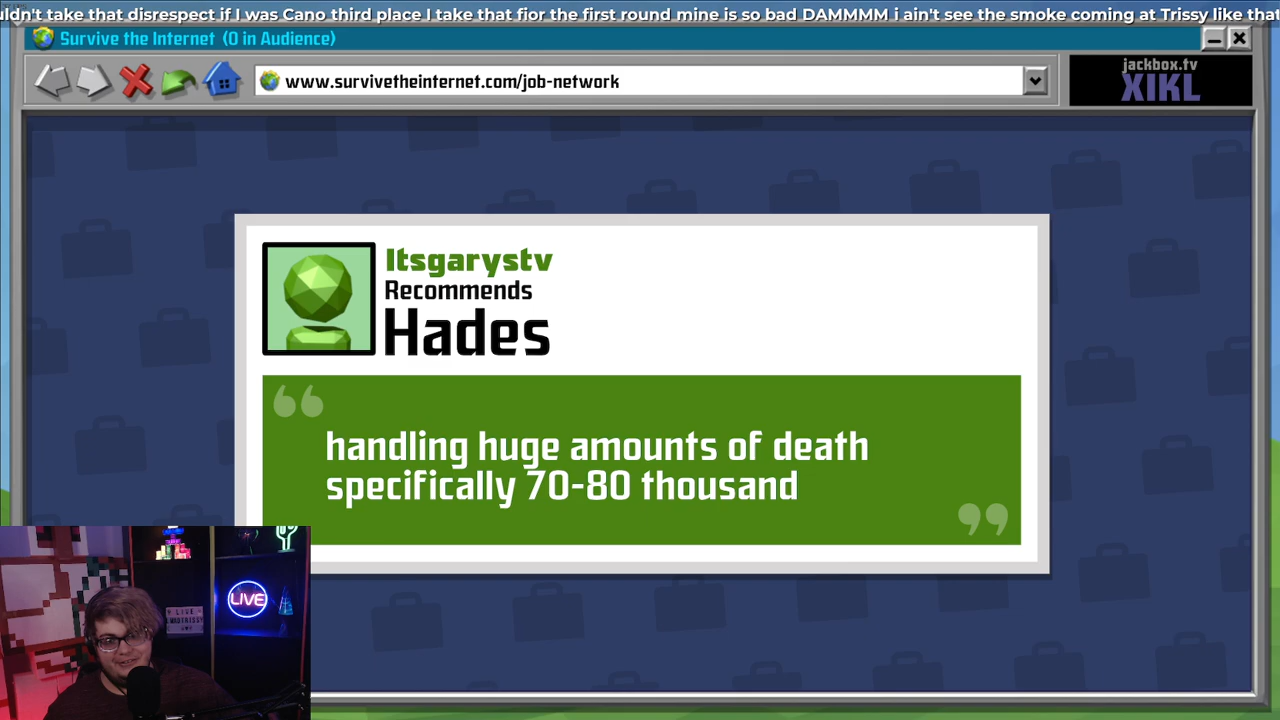 uldn't take that disrespect if I was Cano third place I take that fior the first round mine is so bad DAMMMM i ain't see the smoke coming at Trissy like that
Survive the Internet (0 in Audience)
www.survivetheinternet.com/job-network
jackbox.tv
XIKL
Itsgarystv
Recommends
Hades
handling huge amounts of death
specifically 70-80 thousand
LIVE
LIVE